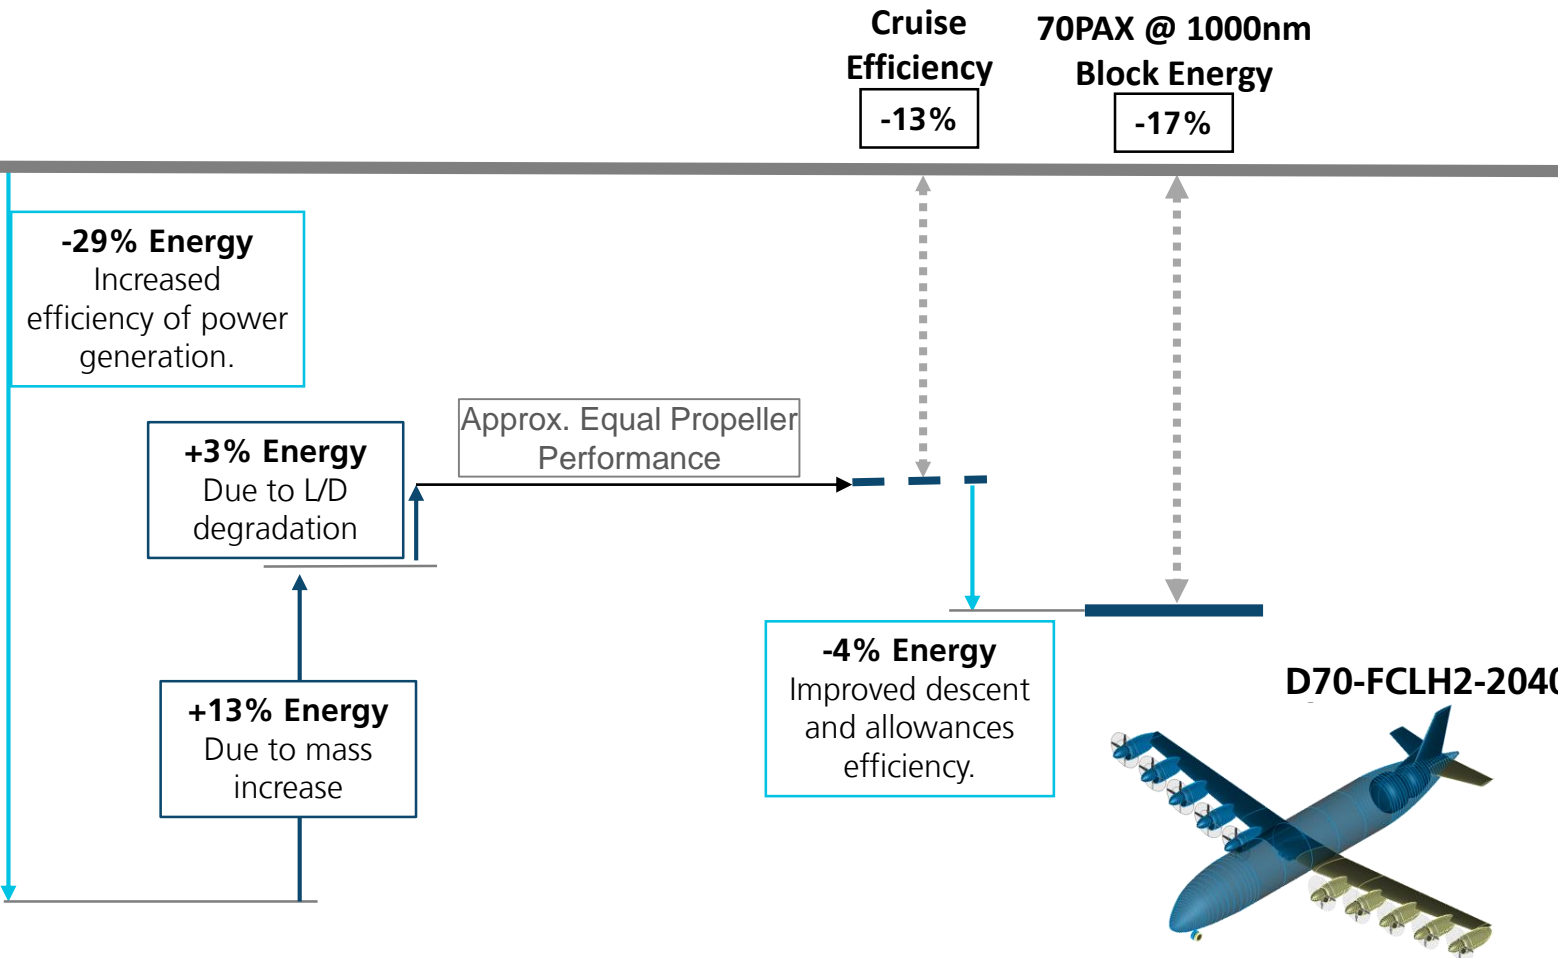 Cruise
Efficiency
-13%
70PAX @ 1000nm
Block Energy
-17%
-29% Energy
Increased
efficiency of power
generation.
+3% Energy
Due to L/D
degradation
Approx. Equal Propeller
Performance
+13% Energy
Due to mass
increase
-4% Energy
Improved descent
and allowances
efficiency.
D70-FCLH2-2040